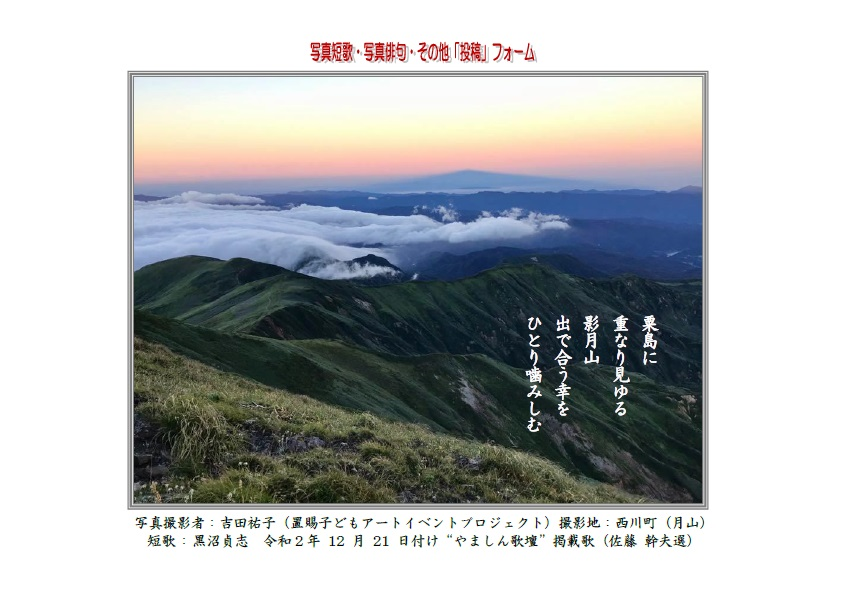 写真短歌・写真俳句・その他「投稿」フォーム
粟島に
重なり見ゆる
影月山
出で合う幸を
ひとり噛みしむ
写真撮影者：吉田祐子（置賜子どもアートイベントプロジェクト）撮影地：西川町（月山）
短歌：黒沼貞志　令和２年 12 月 21 日付け“やましん歌壇”掲載歌（佐藤 幹夫選）